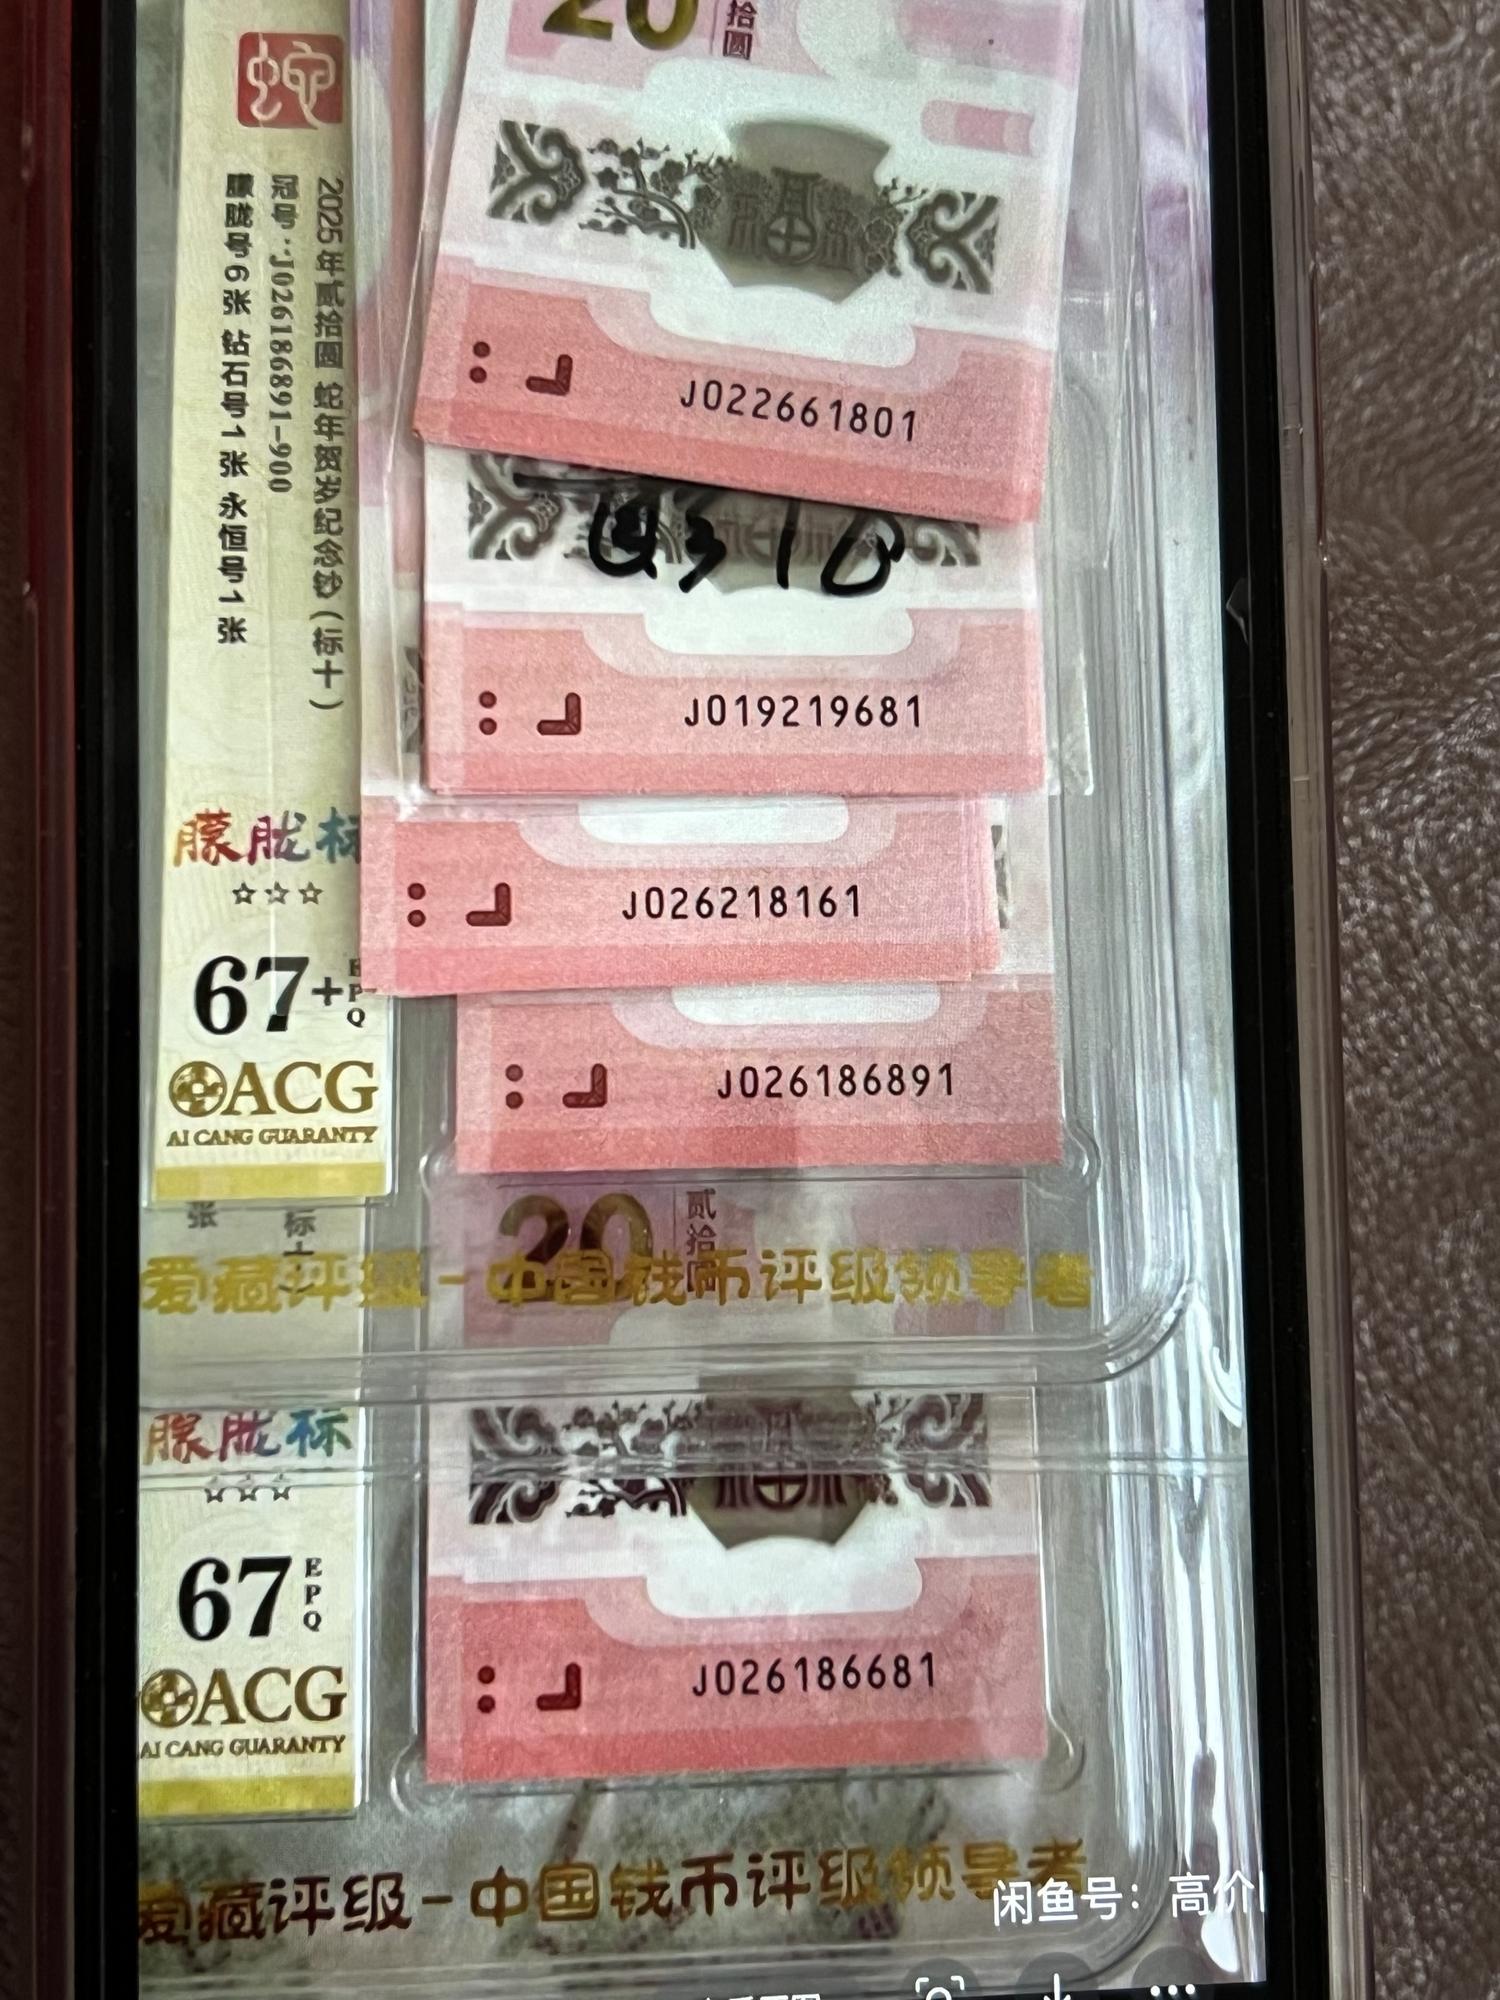 20
拾圆
蛇
2025年贰拾圆 蛇年贺岁纪念钞(标十)
冠号:J026186891-900
朦胧号6张 钻石号1张 永恒号1张
J022661801
J019219681
朦胧标
☆☆☆
J026218161
67+
EPQ
ACG
AI CANG GUARANTY
J026186891
张
标十
20
贰拾
爱藏评级-中国钱币评级领导者
朦胧标
☆☆☆
67
EPQ
ACG
AI CANG GUARANTY
J026186681
爱藏评级-中国钱币评级领导者
闲鱼号:高价